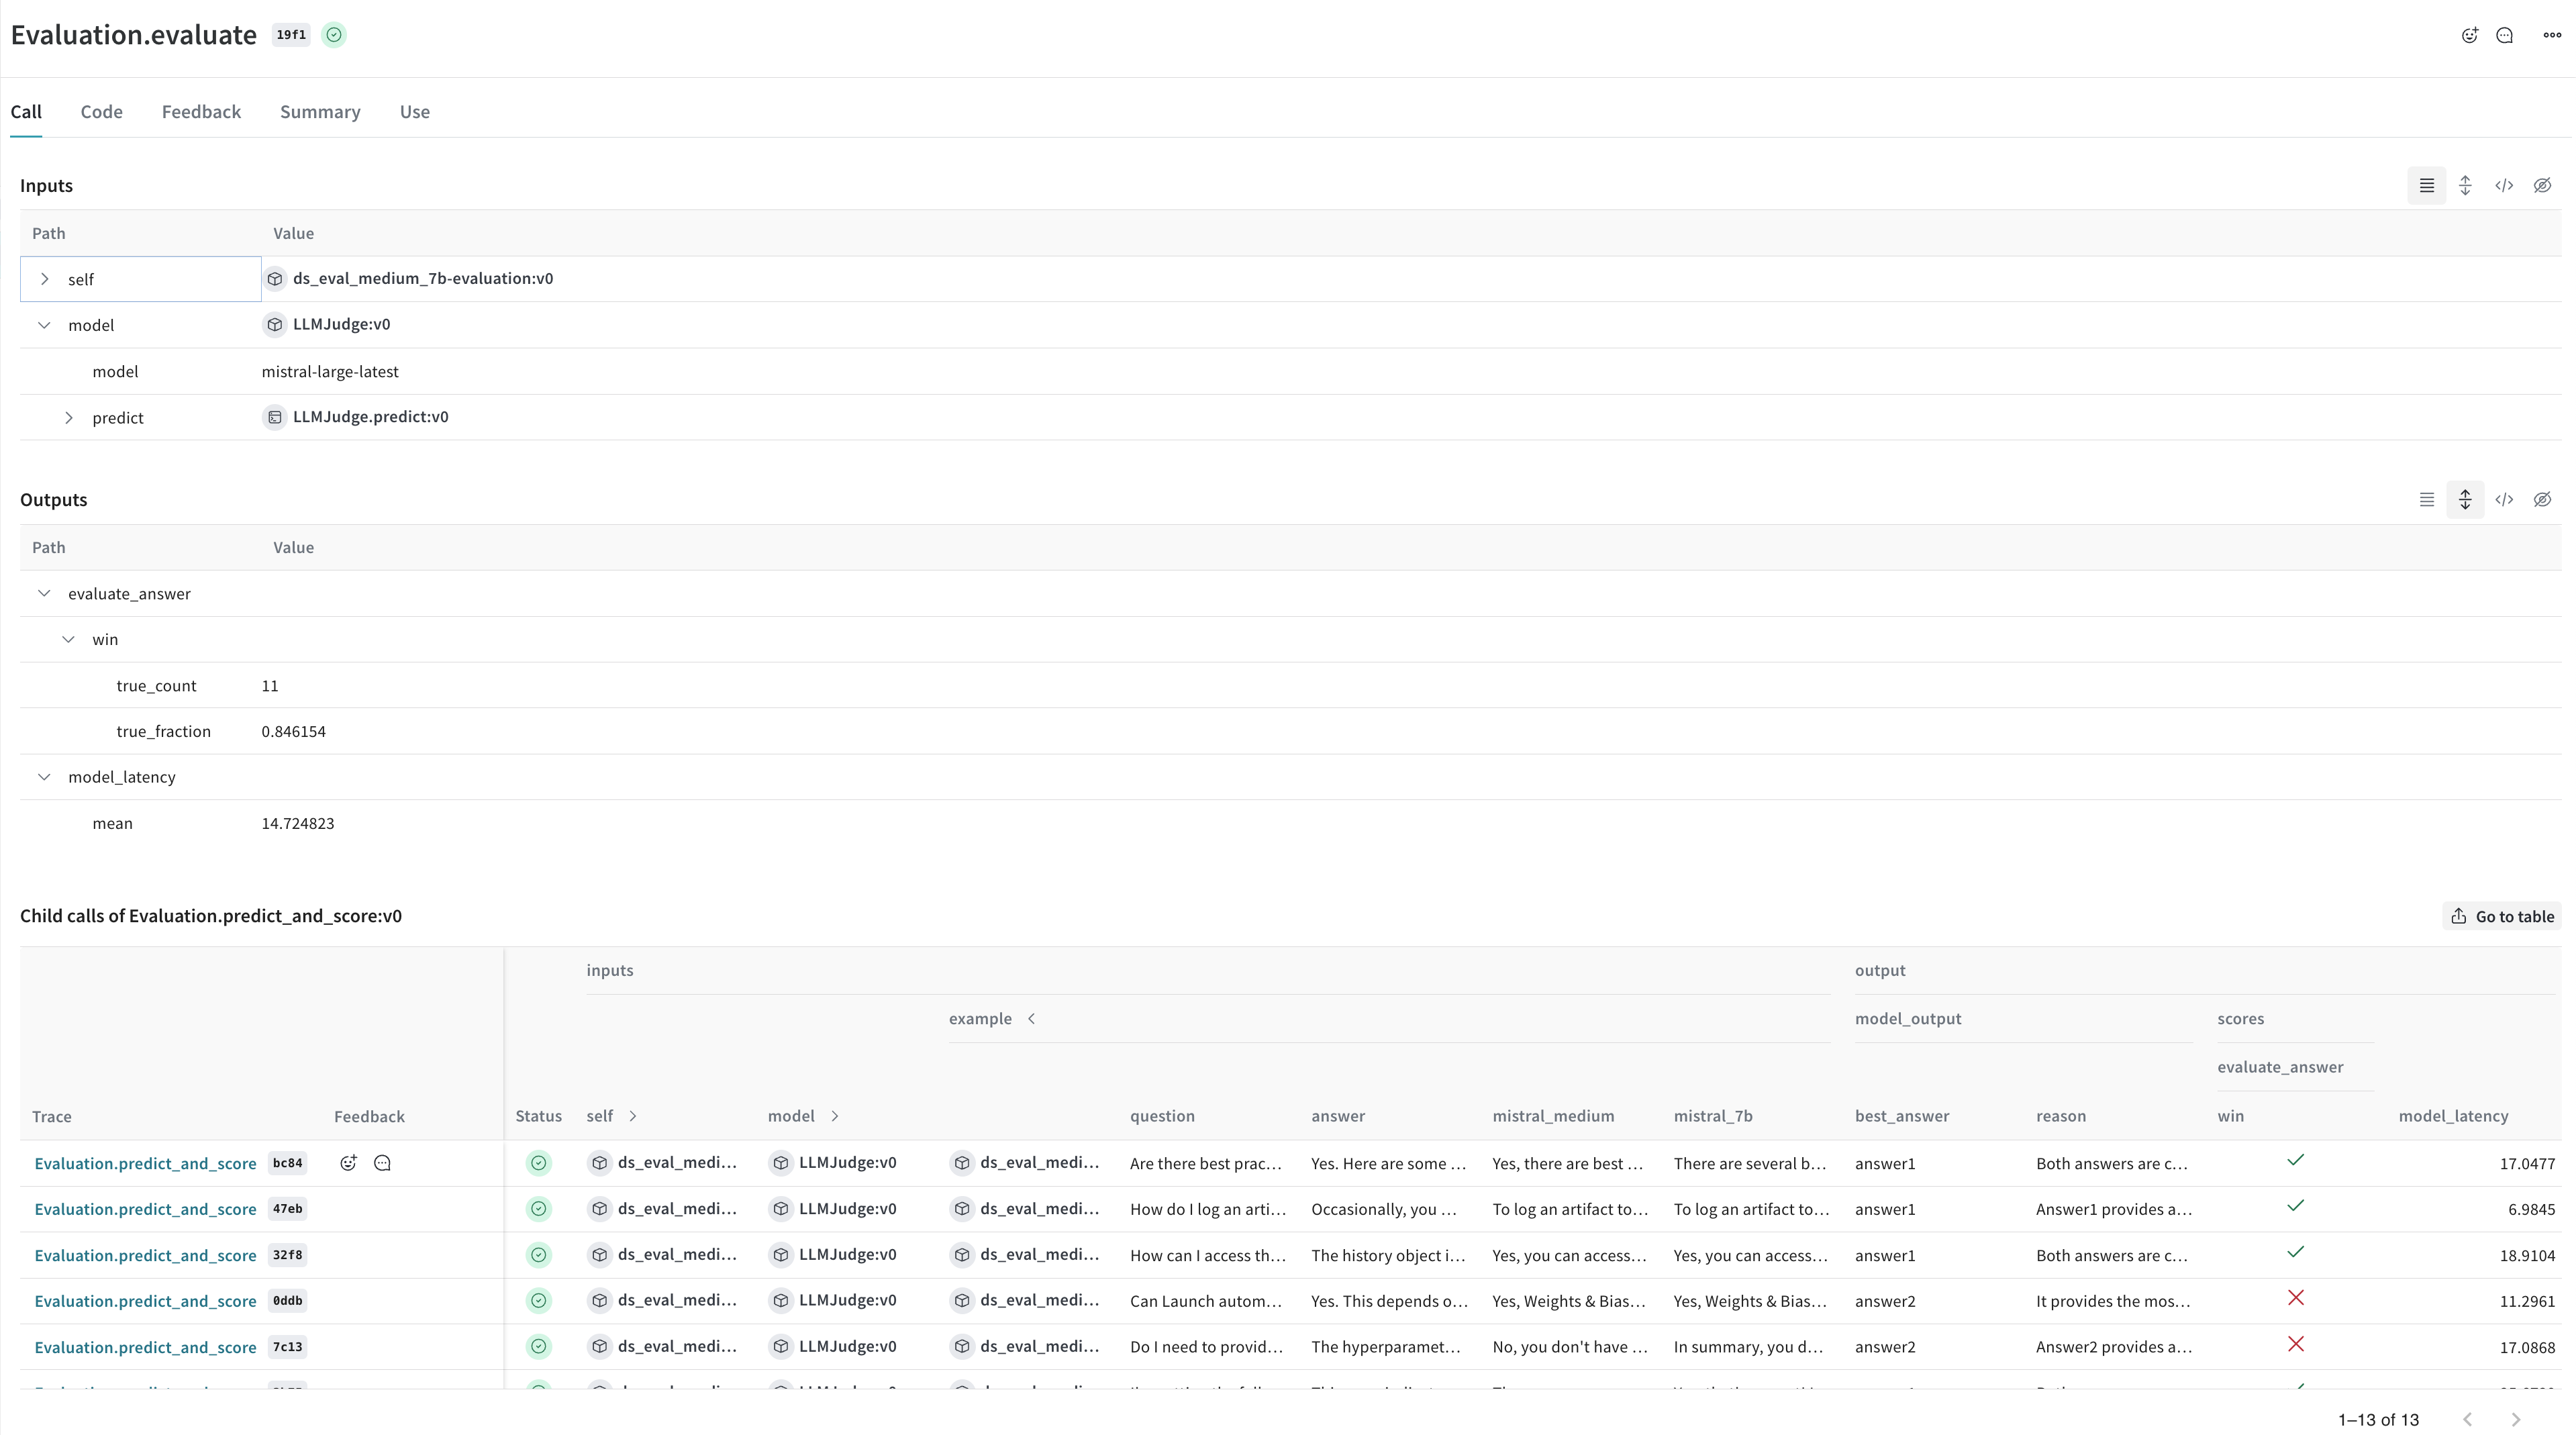 Evaluation.evaluate 19f1
Call Code Feedback Summary Use
Inputs
Path Value
self ds_eval_medium_7b-evaluation:v0
model LLMJudge:v0
model mistral-large-latest
predict LLMJudge.predict:v0
Outputs
Path Value
evaluate_answer
win
true_count 11
true_fraction 0.846154
model_latency
mean 14.724823
Child calls of Evaluation.predict_and_score:v0 Go to table
inputs output
example model_output scores
evaluate_answer
Trace Feedback Status self model question answer mistral_medium mistral_7b best_answer reason win model_latency
Evaluation.predict_and_score bc84 ds_eval_medi... LLMJudge:v0 ds_eval_medi... Are there best prac... Yes. Here are some ... Yes, there are best ... There are several b... answer1 Both answers are c... 17.0477
Evaluation.predict_and_score 47eb ds_eval_medi... LLMJudge:v0 ds_eval_medi... How do I log an arti... Occasionally, you ... To log an artifact to... To log an artifact to... answer1 Answer1 provides a... 6.9845
Evaluation.predict_and_score 32f8 ds_eval_medi... LLMJudge:v0 ds_eval_medi... How can I access th... The history object i... Yes, you can access... Yes, you can access... answer1 Both answers are c... 18.9104
Evaluation.predict_and_score 0ddb ds_eval_medi... LLMJudge:v0 ds_eval_medi... Can Launch autom... Yes. This depends o... Yes, Weights & Bias... Yes, Weights & Bias... answer2 It provides the mos... 11.2961
Evaluation.predict_and_score 7c13 ds_eval_medi... LLMJudge:v0 ds_eval_medi... Do I need to provid... The hyperparamet... No, you don't have ... In summary, you d... answer2 Answer2 provides a... 17.0868
1–13 of 13